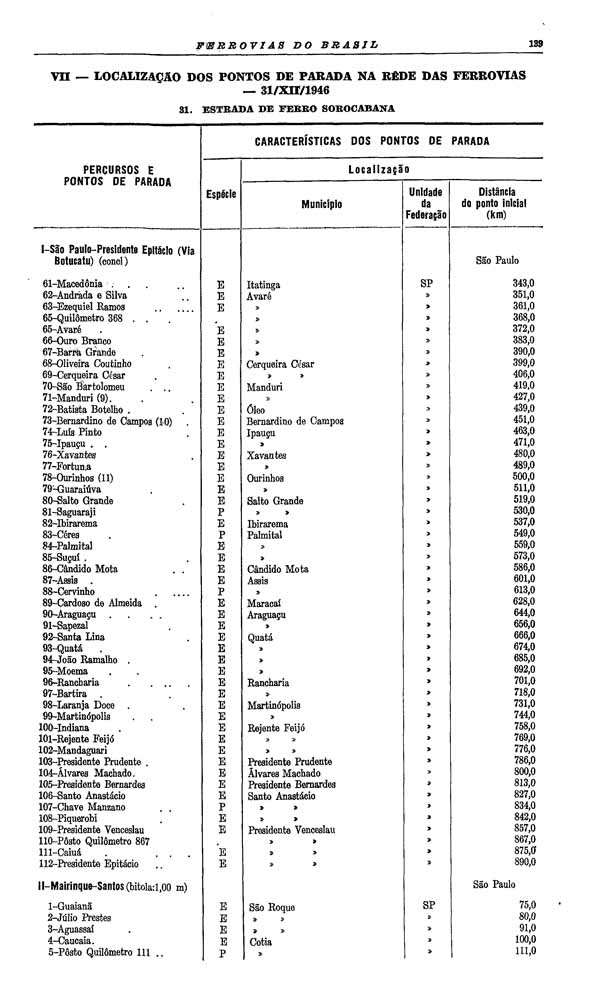 FERROVIAS DO BRASIL 139
VII — LOCALIZAÇÃO DOS PONTOS DE PARADA NA RÊDE DAS FERROVIAS
— 31/XII/1946
31. ESTRADA DE FERRO SOROCABANA
PERCURSOS E PONTOS DE PARADA
CARACTERÍSTICAS DOS PONTOS DE PARADA
Espécie
Localização
Município
Unidade da Federação
Distância do ponto inicial (km)
I–São Paulo–Presidente Epitácio (Via
Botucatu) (concl) São Paulo
61–Macedônia . . . .. E Itatinga SP 343,0
62–Andrada e Silva .. E Avaré » 351,0
63–Ezequiel Ramos .. .... E » » 361,0
65–Quilômetro 368 . . . . » » 368,0
65–Avaré . E » » 372,0
66–Ouro Branco E » » 383,0
67–Barra Grande . E » » 390,0
68–Oliveira Coutinho . E Cerqueira César » 399,0
69–Cerqueira César . E » » » 406,0
70–São Bartolomeu . .. E Manduri » 419,0
71–Manduri (9). . E » » 427,0
72–Batista Botelho . . E Óleo » 439,0
73–Bernardino de Campos (10) . E Bernardino de Campos » 451,0
74–Luís Pinto . E Ipauçu » 463,0
75–Ipauçu . . E » » 471,0
76–Xavantes . E Xavantes » 480,0
77–Fortuna E » » 489,0
78–Ourinhos (11) E Ourinhos » 500,0
79–Guaraiúva . E » » 511,0
80–Salto Grande . E Salto Grande » 519,0
81–Saguaraji P » » » 530,0
82–Ibirarema E Ibirarema » 537,0
83–Céres . P Palmital » 549,0
84–Palmital E » » 559,0
85–Suçuí . E » » 573,0
86–Cândido Mota . . E Cândido Mota » 586,0
87–Assis . E Assis » 601,0
88–Cervinho . .... P » » 613,0
89–Cardoso de Almeida . E Maracaí » 628,0
90–Araguaçu . . . . E Araguaçu » 644,0
91–Sapezal . E » » 656,0
92–Santa Lina . E Quatá » 666,0
93–Quatá . E » » 674,0
94–João Ramalho . E » » 685,0
95–Moema . . E » » 692,0
96–Rancharia . .. . . E Rancharia » 701,0
97–Bartira . . E » » 718,0
98–Laranja Doce . . E Martinópolis » 731,0
99–Martinópolis . . E » » 744,0
100–Indiana . E Rejente Feijó » 758,0
101–Rejente Feijó E » » » 769,0
102–Mandaguari E » » » 776,0
103–Presidente Prudente . E Presidente Prudente » 786,0
104–Álvares Machado. E Álvares Machado » 800,0
105–Presidente Bernardes E Presidente Bernardes » 813,0
106–Santo Anastácio E Santo Anastácio » 827,0
107–Chave Manzano . . P » » » 834,0
108–Piquerobi . E » » » 842,0
109–Presidente Venceslau E Presidente Venceslau » 857,0
110–Pôsto Quilômetro 867 . » » » 867,0
111–Caiuá . . . . E » » » 875,0
112–Presidente Epitácio .. E » » » 890,0
II–Mairinque–Santos (bitola:1,00 m) São Paulo
1–Guaianã E São Roque SP 75,0
2–Júlio Prestes E » » » 80,0
3–Aguassaí . E » » » 91,0
4–Caucaia. E Cotia » 100,0
5–Pôsto Quilômetro 111 .. P » » 111,0